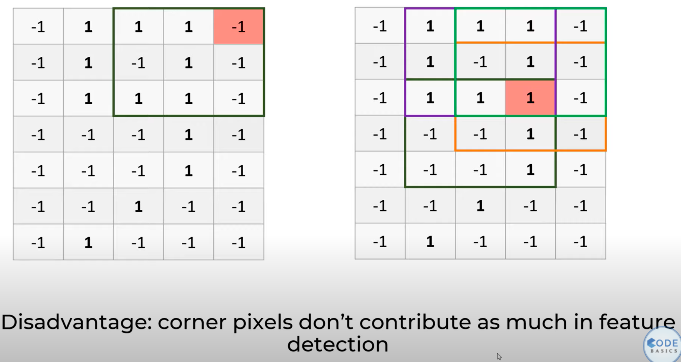 -1 1 1 1 -1 -1 1 1 1 -1
-1 1 -1 1 -1 -1 1 -1 1 -1
-1 1 1 1 -1 -1 1 1 1 -1
-1 -1 -1 1 -1 -1 -1 -1 1 -1
-1 -1 -1 1 -1 -1 -1 -1 1 -1
-1 -1 1 -1 -1 -1 -1 1 -1 -1
-1 1 -1 -1 -1 -1 1 -1 -1 -1
Disadvantage: corner pixels don't contribute as much in feature
detection
CODE
BASICS